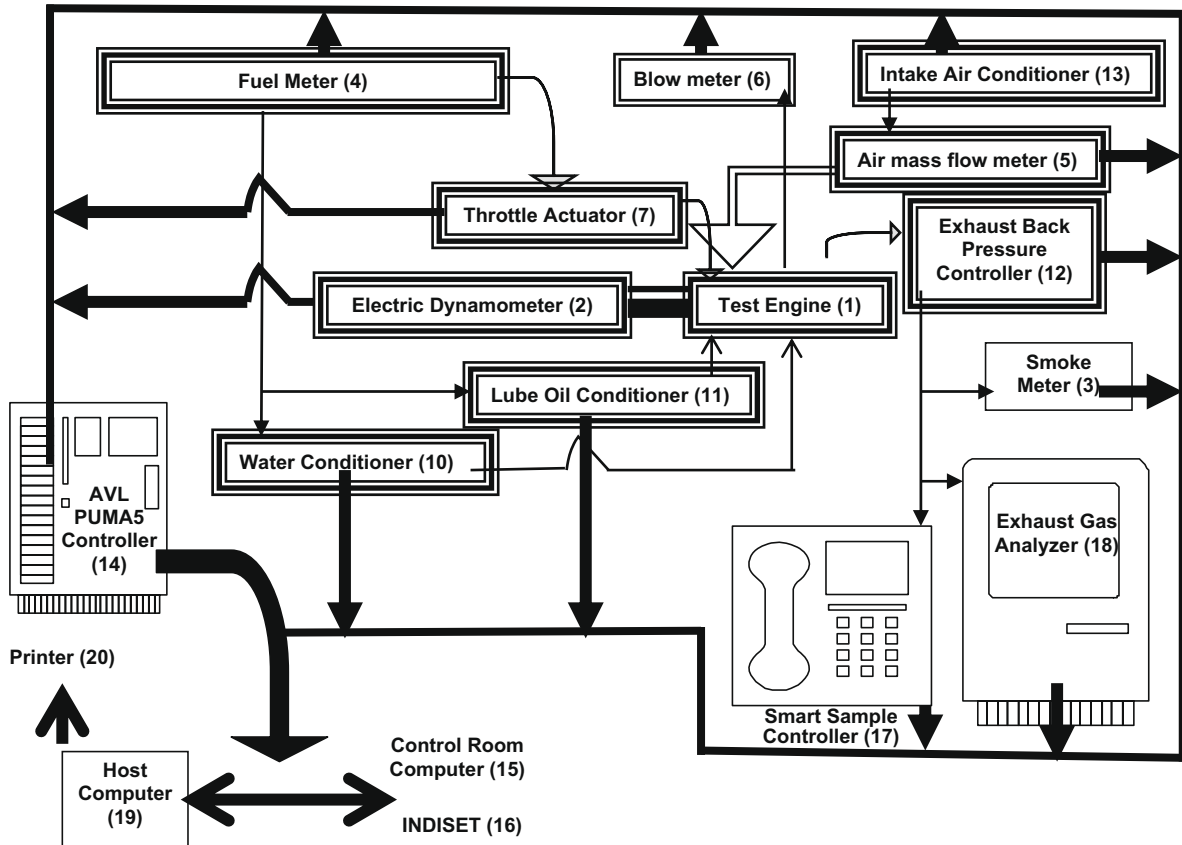 Fuel Meter (4)
Blow meter (6)
Intake Air Conditioner (13)
Air mass flow meter (5)
Throttle Actuator (7)
Exhaust Back
Pressure
Controller (12)
Electric Dynamometer (2)
Test Engine (1)
Smoke
Meter (3)
Lube Oil Conditioner (11)
Water Conditioner (10)
AVL
PUMA5
Controller
(14)
Exhaust Gas
Analyzer (18)
Printer (20)
Smart Sample
Controller (17)
Control Room
Computer (15)
Host
Computer
(19)
INDISET (16)